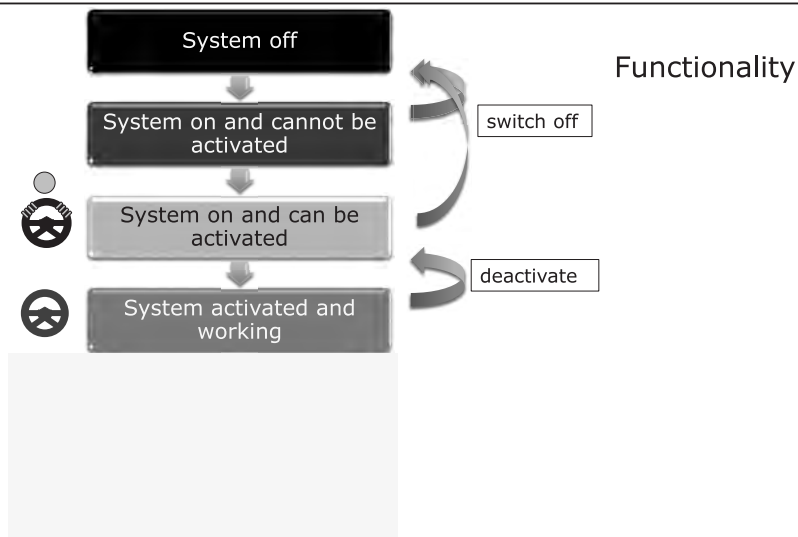 System off
Functionality
System on and cannot be
activated
switch off
System on and can be
activated
deactivate
System activated and
working